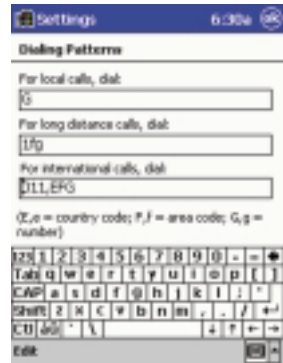 Settings 6:30a ok
Dialing Patterns
For local calls, dial:
G
For long distance calls, dial:
1fg
For international calls, dial:
011,EFG
(E,e = country code; F,f = area code; G,g =
number)
123 1 2 3 4 5 6 7 8 9 0 - =
Tab q w e r t y u i o p [ ]
CAP a s d f g h j k l ; '
Shift z x c v b n m , . /
Ctl áü ` \
Edit